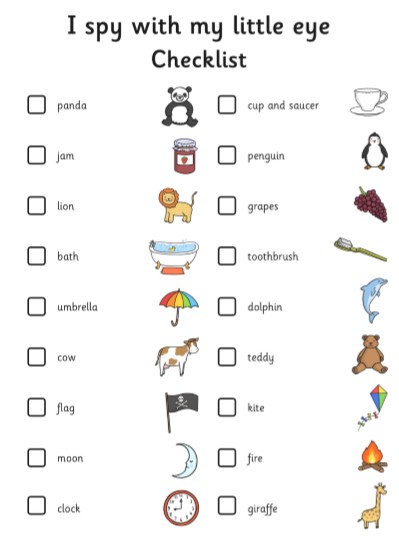 I spy with my little eye
Checklist
panda
cup and saucer
jam
penguin
lion
grapes
bath
toothbrush
umbrella
dolphin
cow
teddy
flag
kite
moon
fire
clock
giraffe